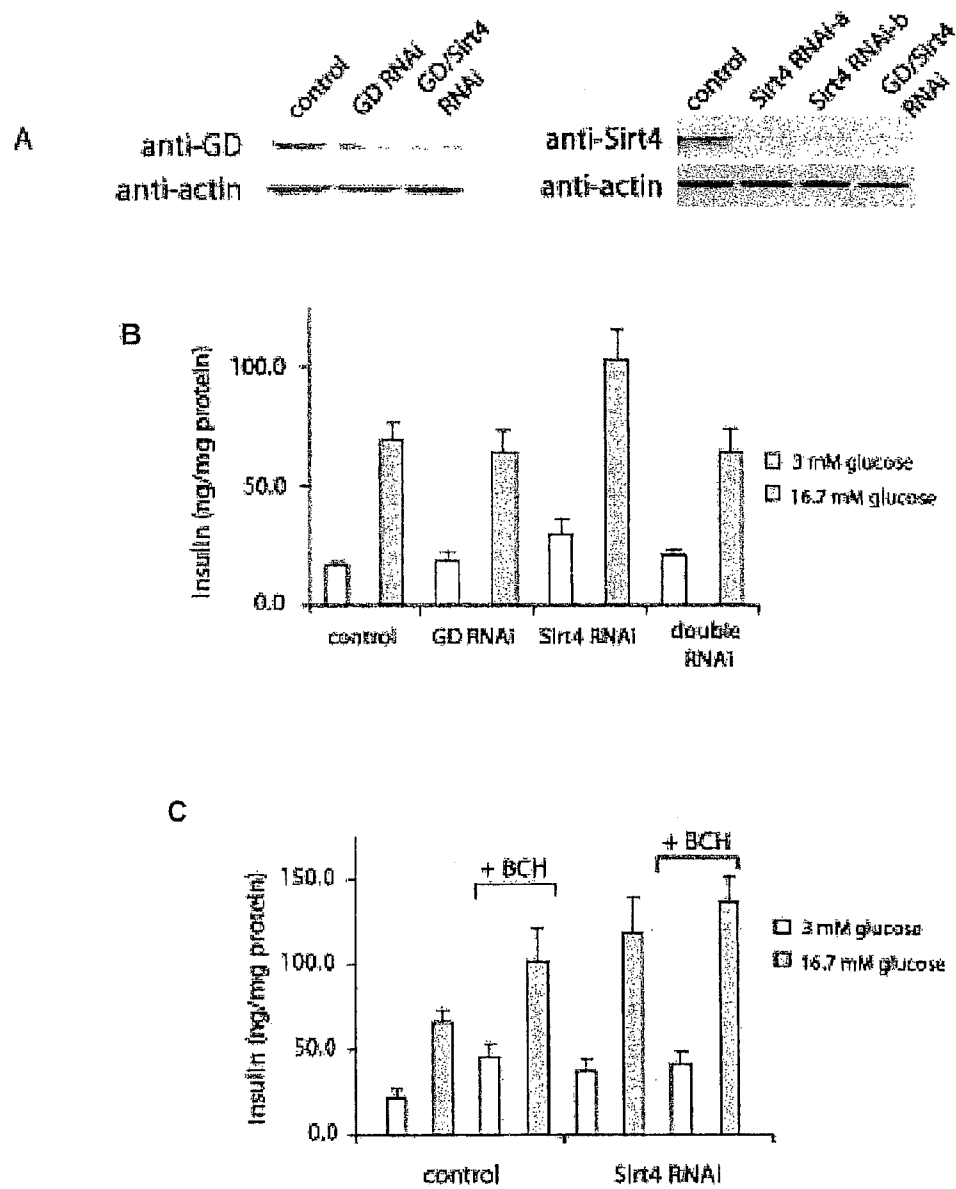 A
control
GD RNAi
GD/Sirt4
RNAi
anti-GD
anti-actin
control
Sirt4 RNAi-a
Sirt4 RNAi-b
GD/Sirt4
RNAi
anti-Sirt4
anti-actin
B
Insulin (ng/mg protein)
100.0
50.0
0.0
control
GD RNAi
Sirt4 RNAi
double
RNAi
3 mM glucose
16.7 mM glucose
C
Insulin (ng/mg protein)
150.0
100.0
50.0
0.0
+ BCH
+ BCH
control
Sirt4 RNAi
3 mM glucose
16.7 mM glucose